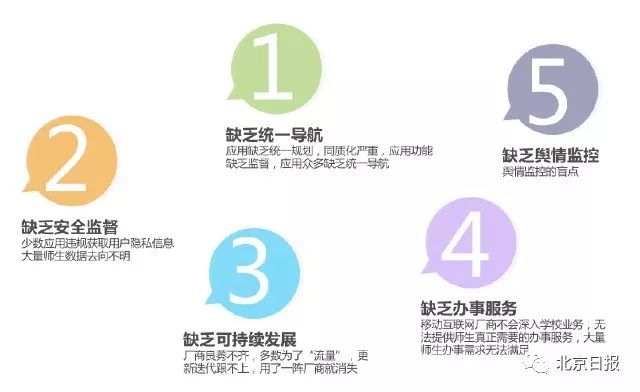 1
缺乏统一导航
应用缺乏统一规划，同质化严重，应用功能
缺乏监督，应用众多缺乏统一导航
2
缺乏安全监督
少数应用违规获取用户隐私信息
大量师生数据去向不明
3
缺乏可持续发展
厂商良莠不齐，多数为了“流量”，更
新迭代跟不上，用了一阵厂商就消失
4
缺乏办事服务
移动互联网厂商不会深入学校业务，无
法提供师生真正需要的办事服务，大量
师生办事需求无法满足
5
缺乏舆情监控
舆情监控的盲点
北京日报